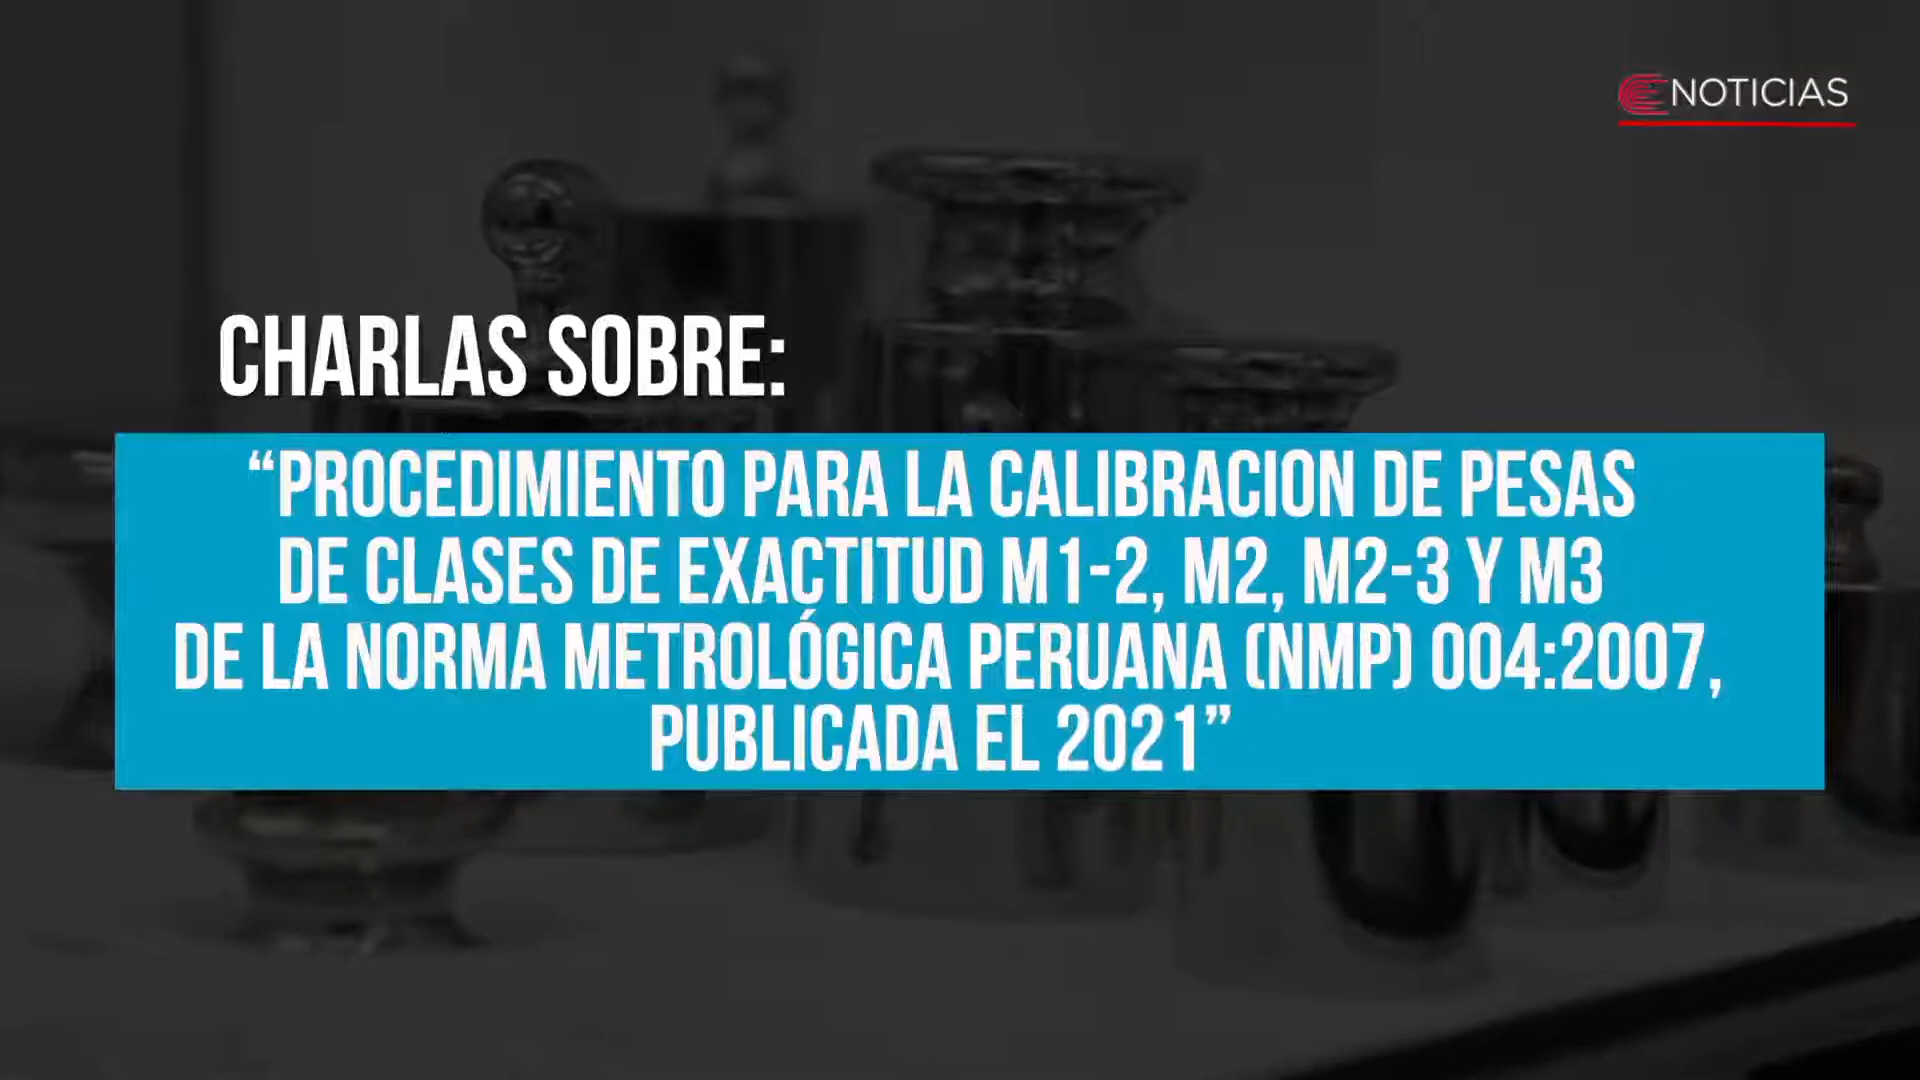 NOTICIAS
CHARLAS SOBRE:
“PROCEDIMIENTO PARA LA CALIBRACION DE PESAS
DE CLASES DE EXACTITUD M1-2, M2, M2-3 Y M3
DE LA NORMA METROLÓGICA PERUANA (NMP) 004:2007,
PUBLICADA EL 2021”